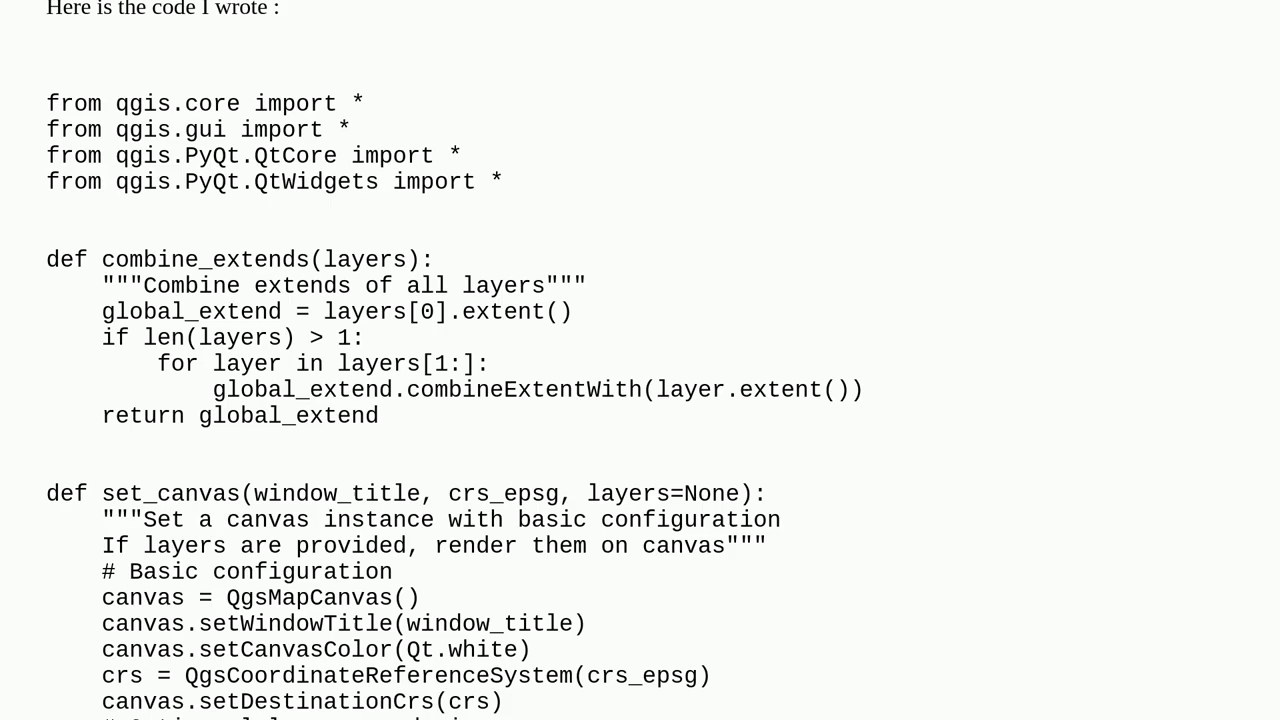 Here is the code I wrote :
from qgis.core import *
from qgis.gui import *
from qgis.PyQt.QtCore import *
from qgis.PyQt.QtWidgets import *
def combine_extends(layers):
    """Combine extends of all layers"""
    global_extend = layers[0].extent()
    if len(layers) > 1:
        for layer in layers[1:]:
            global_extend.combineExtentWith(layer.extent())
    return global_extend
def set_canvas(window_title, crs_epsg, layers=None):
    """Set a canvas instance with basic configuration
    If layers are provided, render them on canvas"""
    # Basic configuration
    canvas = QgsMapCanvas()
    canvas.setWindowTitle(window_title)
    canvas.setCanvasColor(Qt.white)
    crs = QgsCoordinateReferenceSystem(crs_epsg)
    canvas.setDestinationCrs(crs)